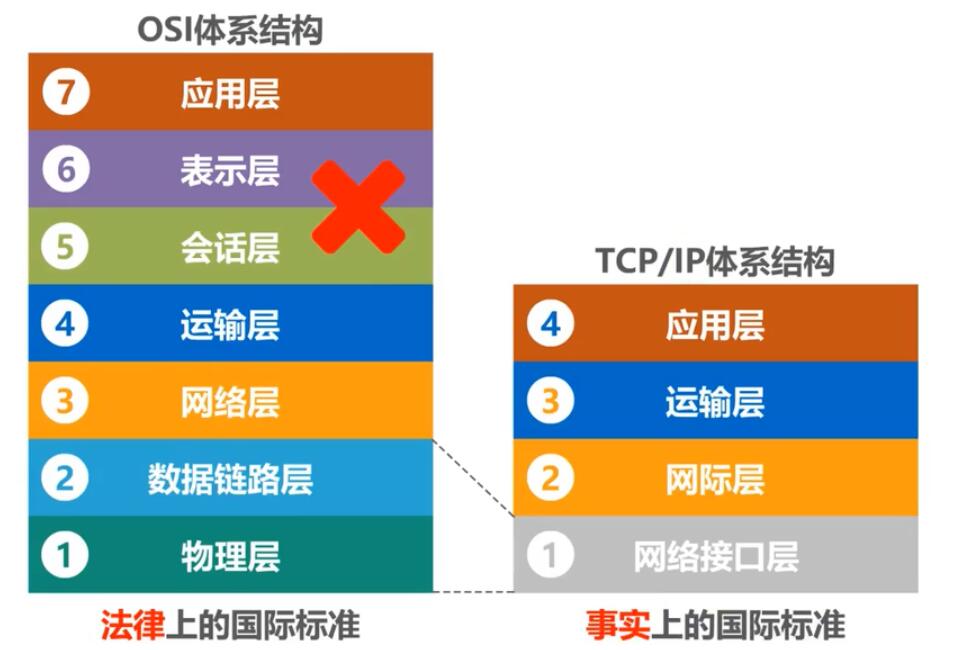 OSI体系结构
7 应用层
6 表示层
5 会话层
4 运输层
3 网络层
2 数据链路层
1 物理层
法律上的国际标准
TCP/IP体系结构
4 应用层
3 运输层
2 网际层
1 网络接口层
事实上的国际标准